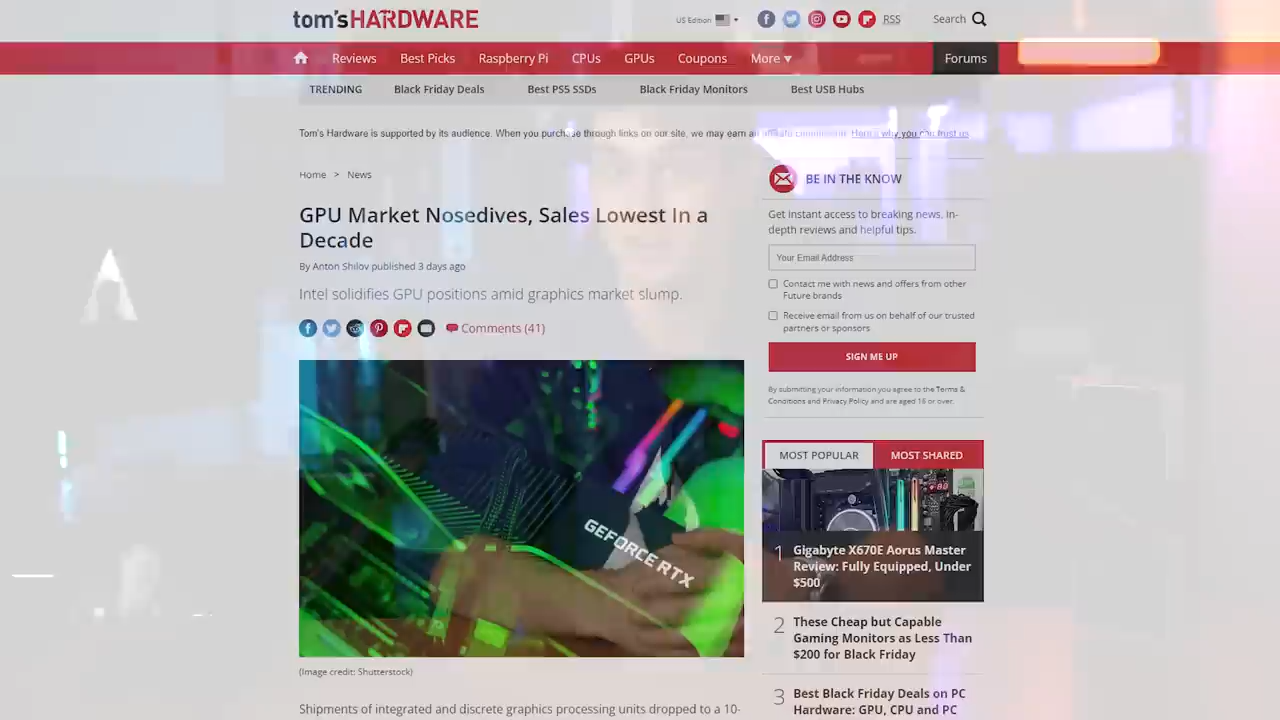 tom'sHARDWARE
US Edition
RSS
Search
Reviews
Best Picks
Raspberry Pi
CPUs
GPUs
Coupons
More
Forums
TRENDING
Black Friday Deals
Best PS5 SSDs
Black Friday Monitors
Best USB Hubs
Tom's Hardware is supported by its audience. When you purchase through links on our site, we may earn an affiliate commission. Here's why you can trust us.
Home > News
GPU Market Nosedives, Sales Lowest In a
Decade
By Anton Shilov published 3 days ago
Intel solidifies GPU positions amid graphics market slump.
Comments (41)
GEFORCE RTX
(Image credit: Shutterstock)
Shipments of integrated and discrete graphics processing units dropped to a 10-
BE IN THE KNOW
Get instant access to breaking news, in-
depth reviews and helpful tips.
Your Email Address
Contact me with news and offers from other
Future brands
Receive email from us on behalf of our trusted
partners or sponsors
SIGN ME UP
By submitting your information you agree to the Terms &
Conditions and Privacy Policy and are aged 16 or over.
MOST POPULAR
MOST SHARED
1
Gigabyte X670E Aorus Master
Review: Fully Equipped, Under
$500
2
These Cheap but Capable
Gaming Monitors as Less Than
$200 for Black Friday
3
Best Black Friday Deals on PC
Hardware: GPU, CPU and PC